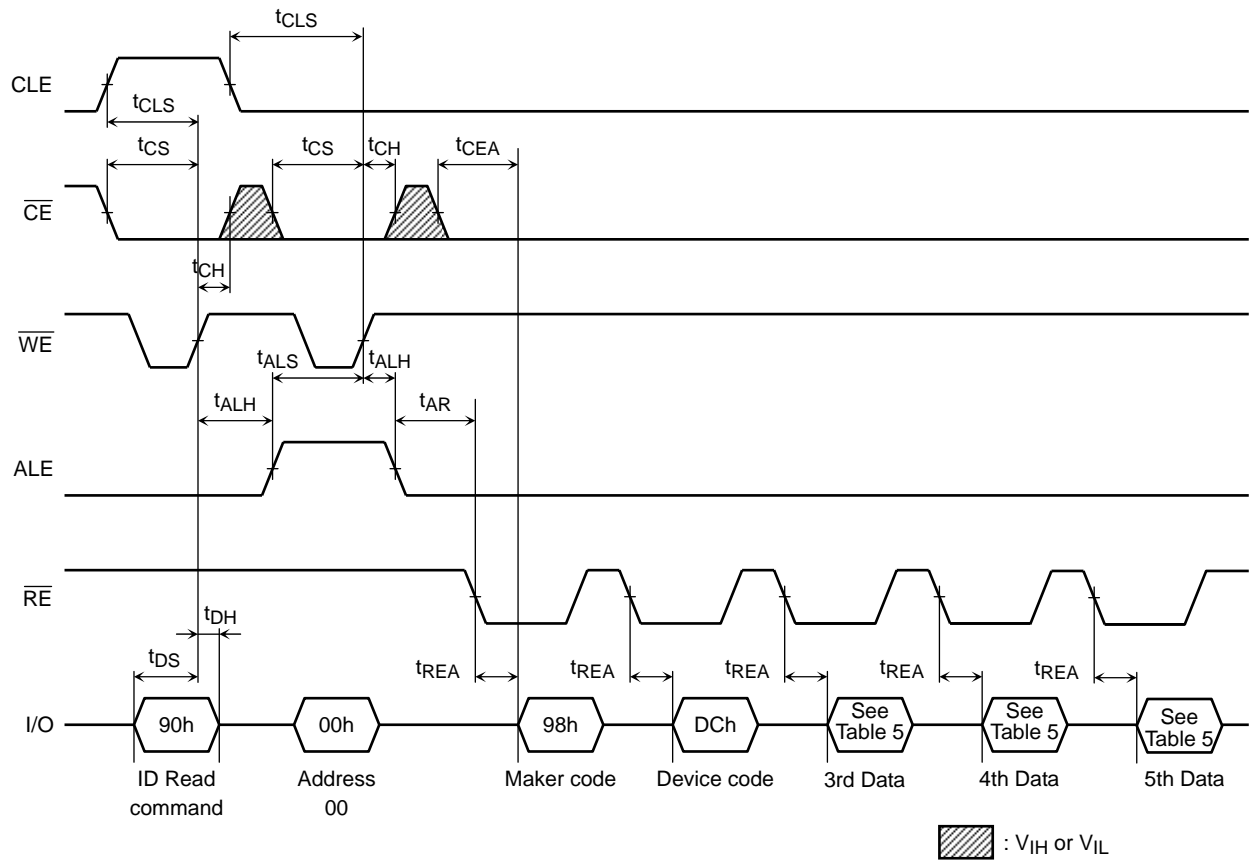 tCLS
CLE
tCLS
tCS
tCS
tCH
tCEA
CE
tCH
WE
tALS
tALH
tALH
tAR
ALE
RE
tDH
tDS
tREA
tREA
tREA
tREA
tREA
I/O
90h
00h
98h
DCh
See
Table 5
See
Table 5
See
Table 5
ID Read
command
Address
00
Maker code
Device code
3rd Data
4th Data
5th Data
: VIH or VIL